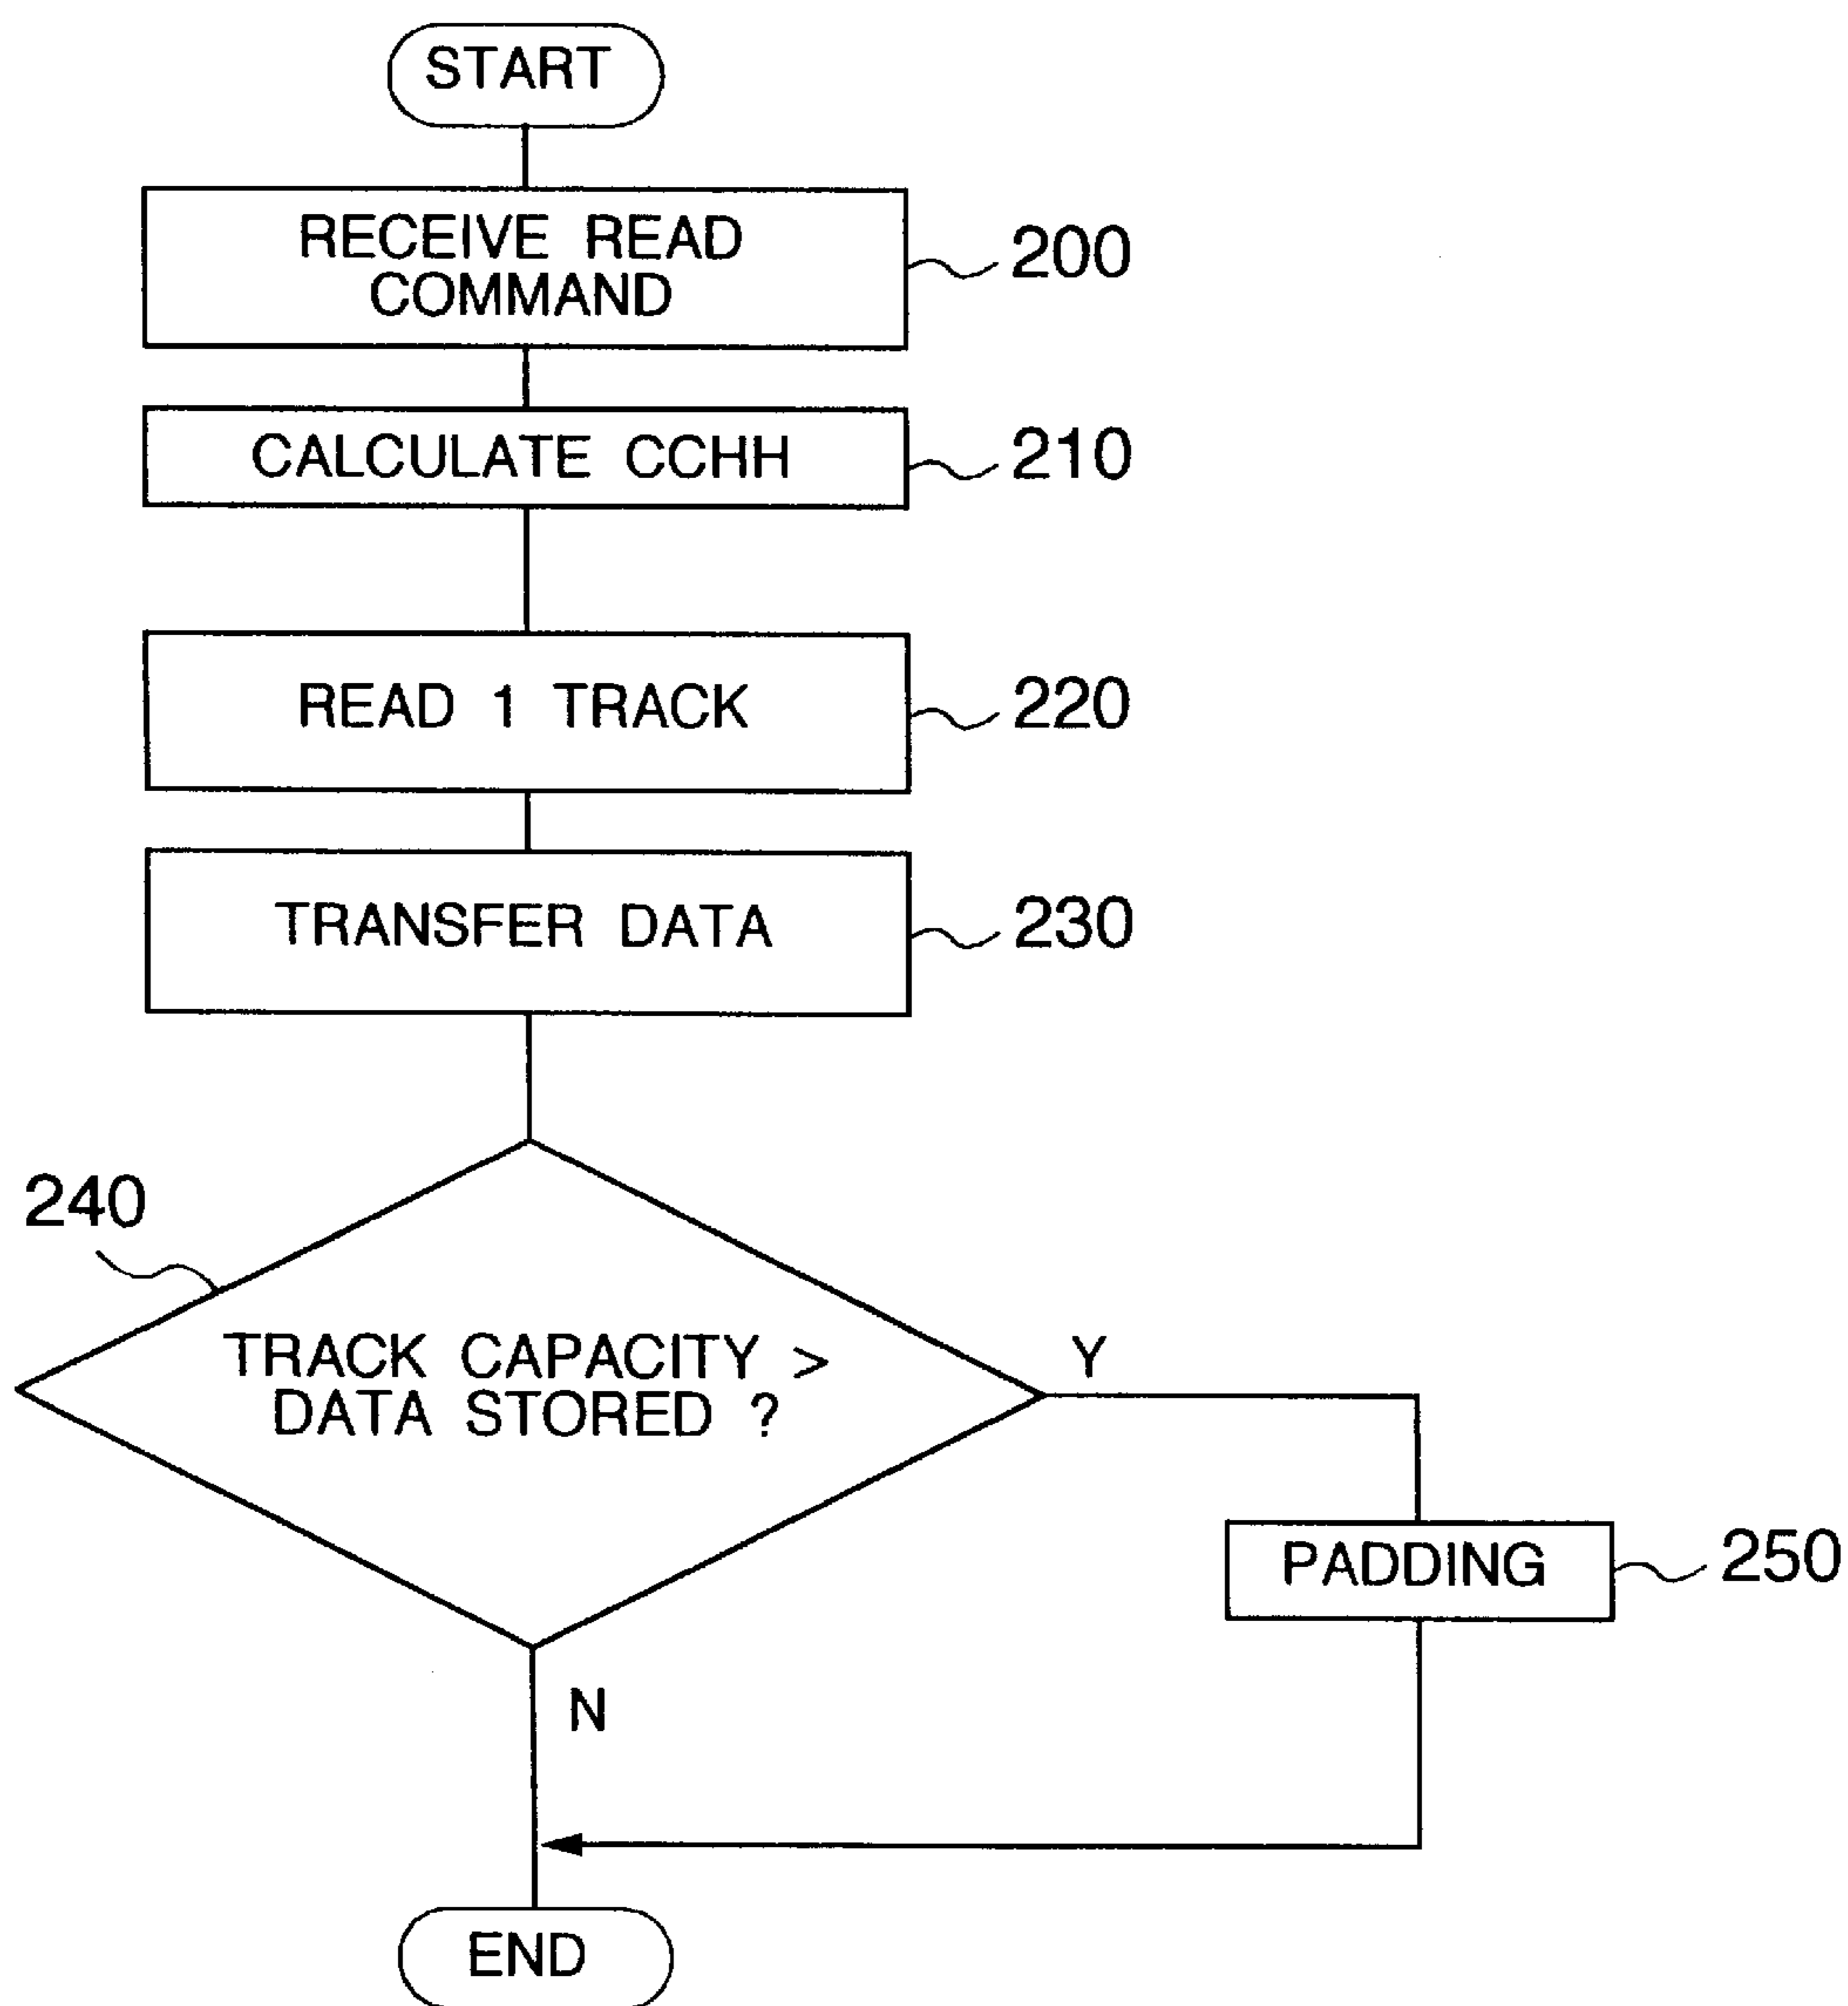 START
RECEIVE READ
COMMAND
200
CALCULATE CCHH
210
READ 1 TRACK
220
TRANSFER DATA
230
240
TRACK CAPACITY >
DATA STORED ?
Y
PADDING
250
N
END